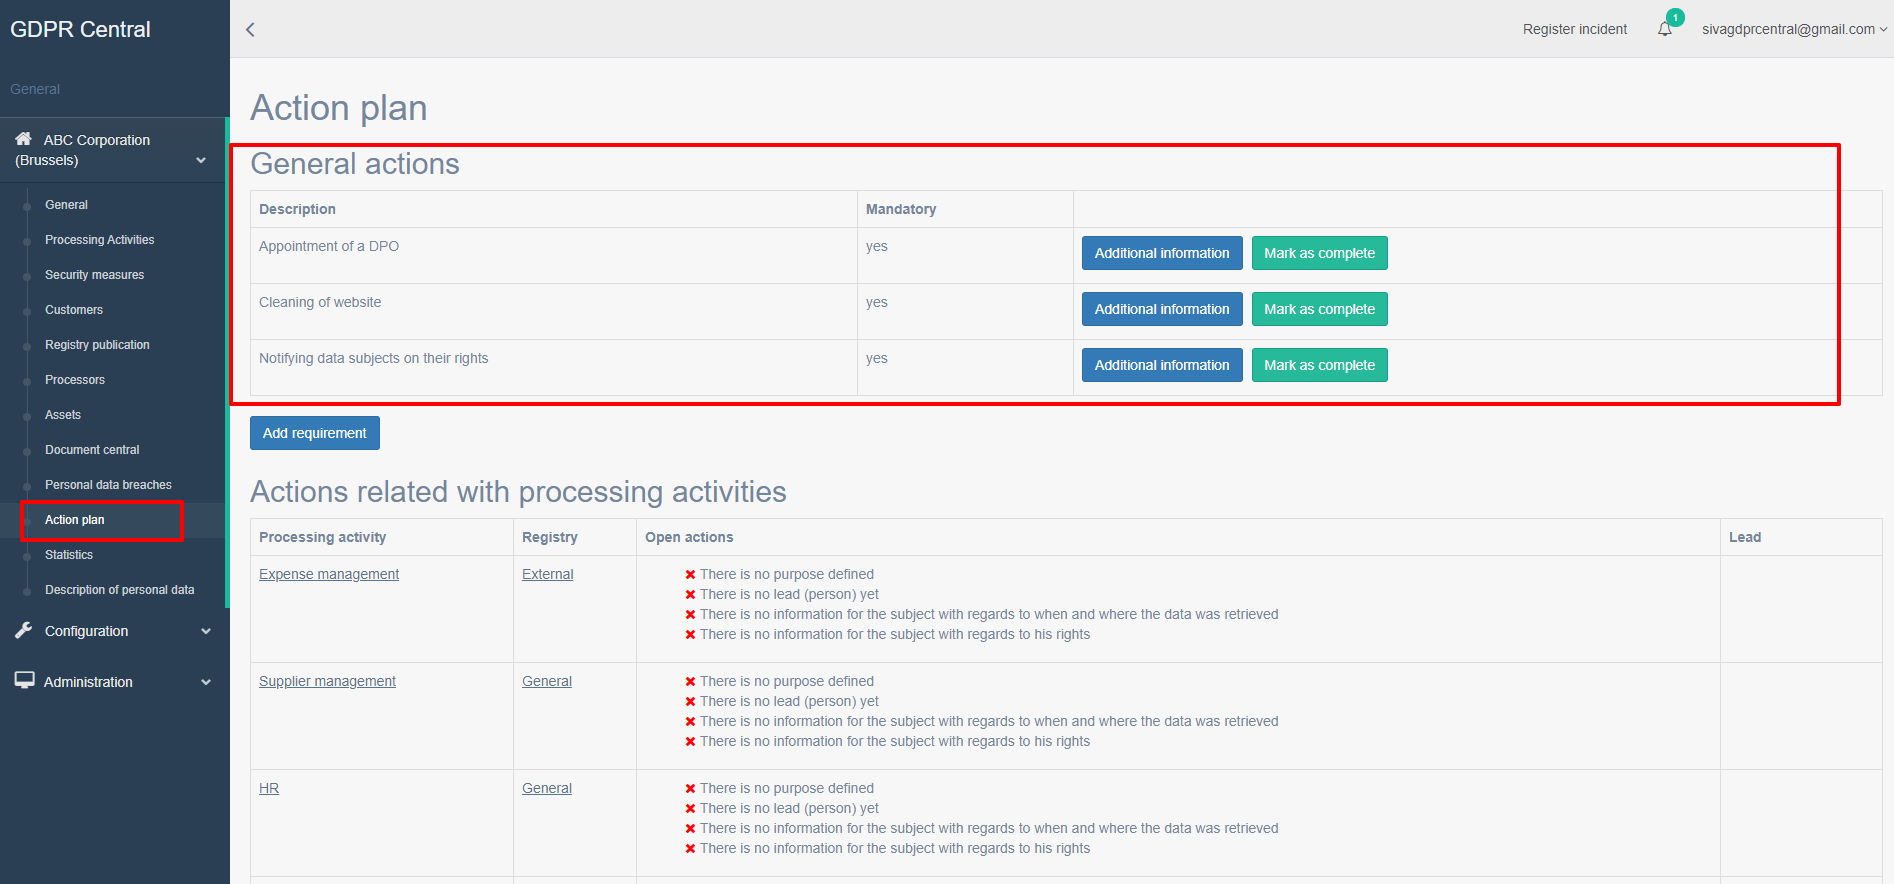 GDPR Central
Register incident
1
sivagdprcentral@gmail.com
General
ABC Corporation
(Brussels)
General
Processing Activities
Security measures
Customers
Registry publication
Processors
Assets
Document central
Personal data breaches
Action plan
Statistics
Description of personal data
Configuration
Administration
Action plan
General actions
Description Mandatory
Appointment of a DPO yes Additional information Mark as complete
Cleaning of website yes Additional information Mark as complete
Notifying data subjects on their rights yes Additional information Mark as complete
Add requirement
Actions related with processing activities
Processing activity Registry Open actions Lead
Expense management External There is no purpose defined
There is no lead (person) yet
There is no information for the subject with regards to when and where the data was retrieved
There is no information for the subject with regards to his rights
Supplier management General There is no purpose defined
There is no lead (person) yet
There is no information for the subject with regards to when and where the data was retrieved
There is no information for the subject with regards to his rights
HR General There is no purpose defined
There is no lead (person) yet
There is no information for the subject with regards to when and where the data was retrieved
There is no information for the subject with regards to his rights